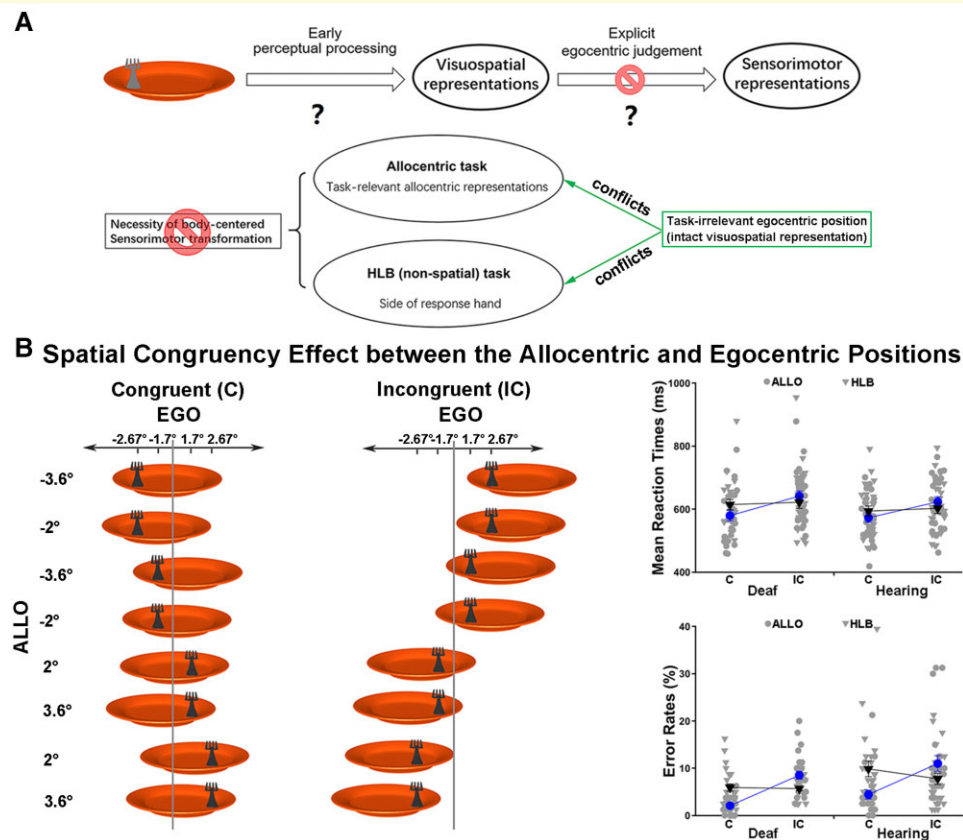 A
Early
perceptual processing
Visuospatial
representations
Explicit
egocentric judgement
Sensorimotor
representations
?
?
Allocentric task
Task-relevant allocentric representations
Necessity of body-centered
Sensorimotor transformation
conflicts
Task-irrelevant egocentric position
(intact visuospatial representation)
conflicts
HLB (non-spatial) task
Side of response hand
B Spatial Congruency Effect between the Allocentric and Egocentric Positions
Congruent (C)
EGO
-2.67° -1.7° 1.7° 2.67°
Incongruent (IC)
EGO
-2.67° -1.7° 1.7° 2.67°
ALLO
-3.6°
-2°
-3.6°
-2°
2°
3.6°
2°
3.6°
ALLO HLB
Mean Reaction Times (ms)
1000
800
600
400
C IC C IC
Deaf Hearing
ALLO HLB
Error Rates (%)
40
30
20
10
0
C IC C IC
Deaf Hearing